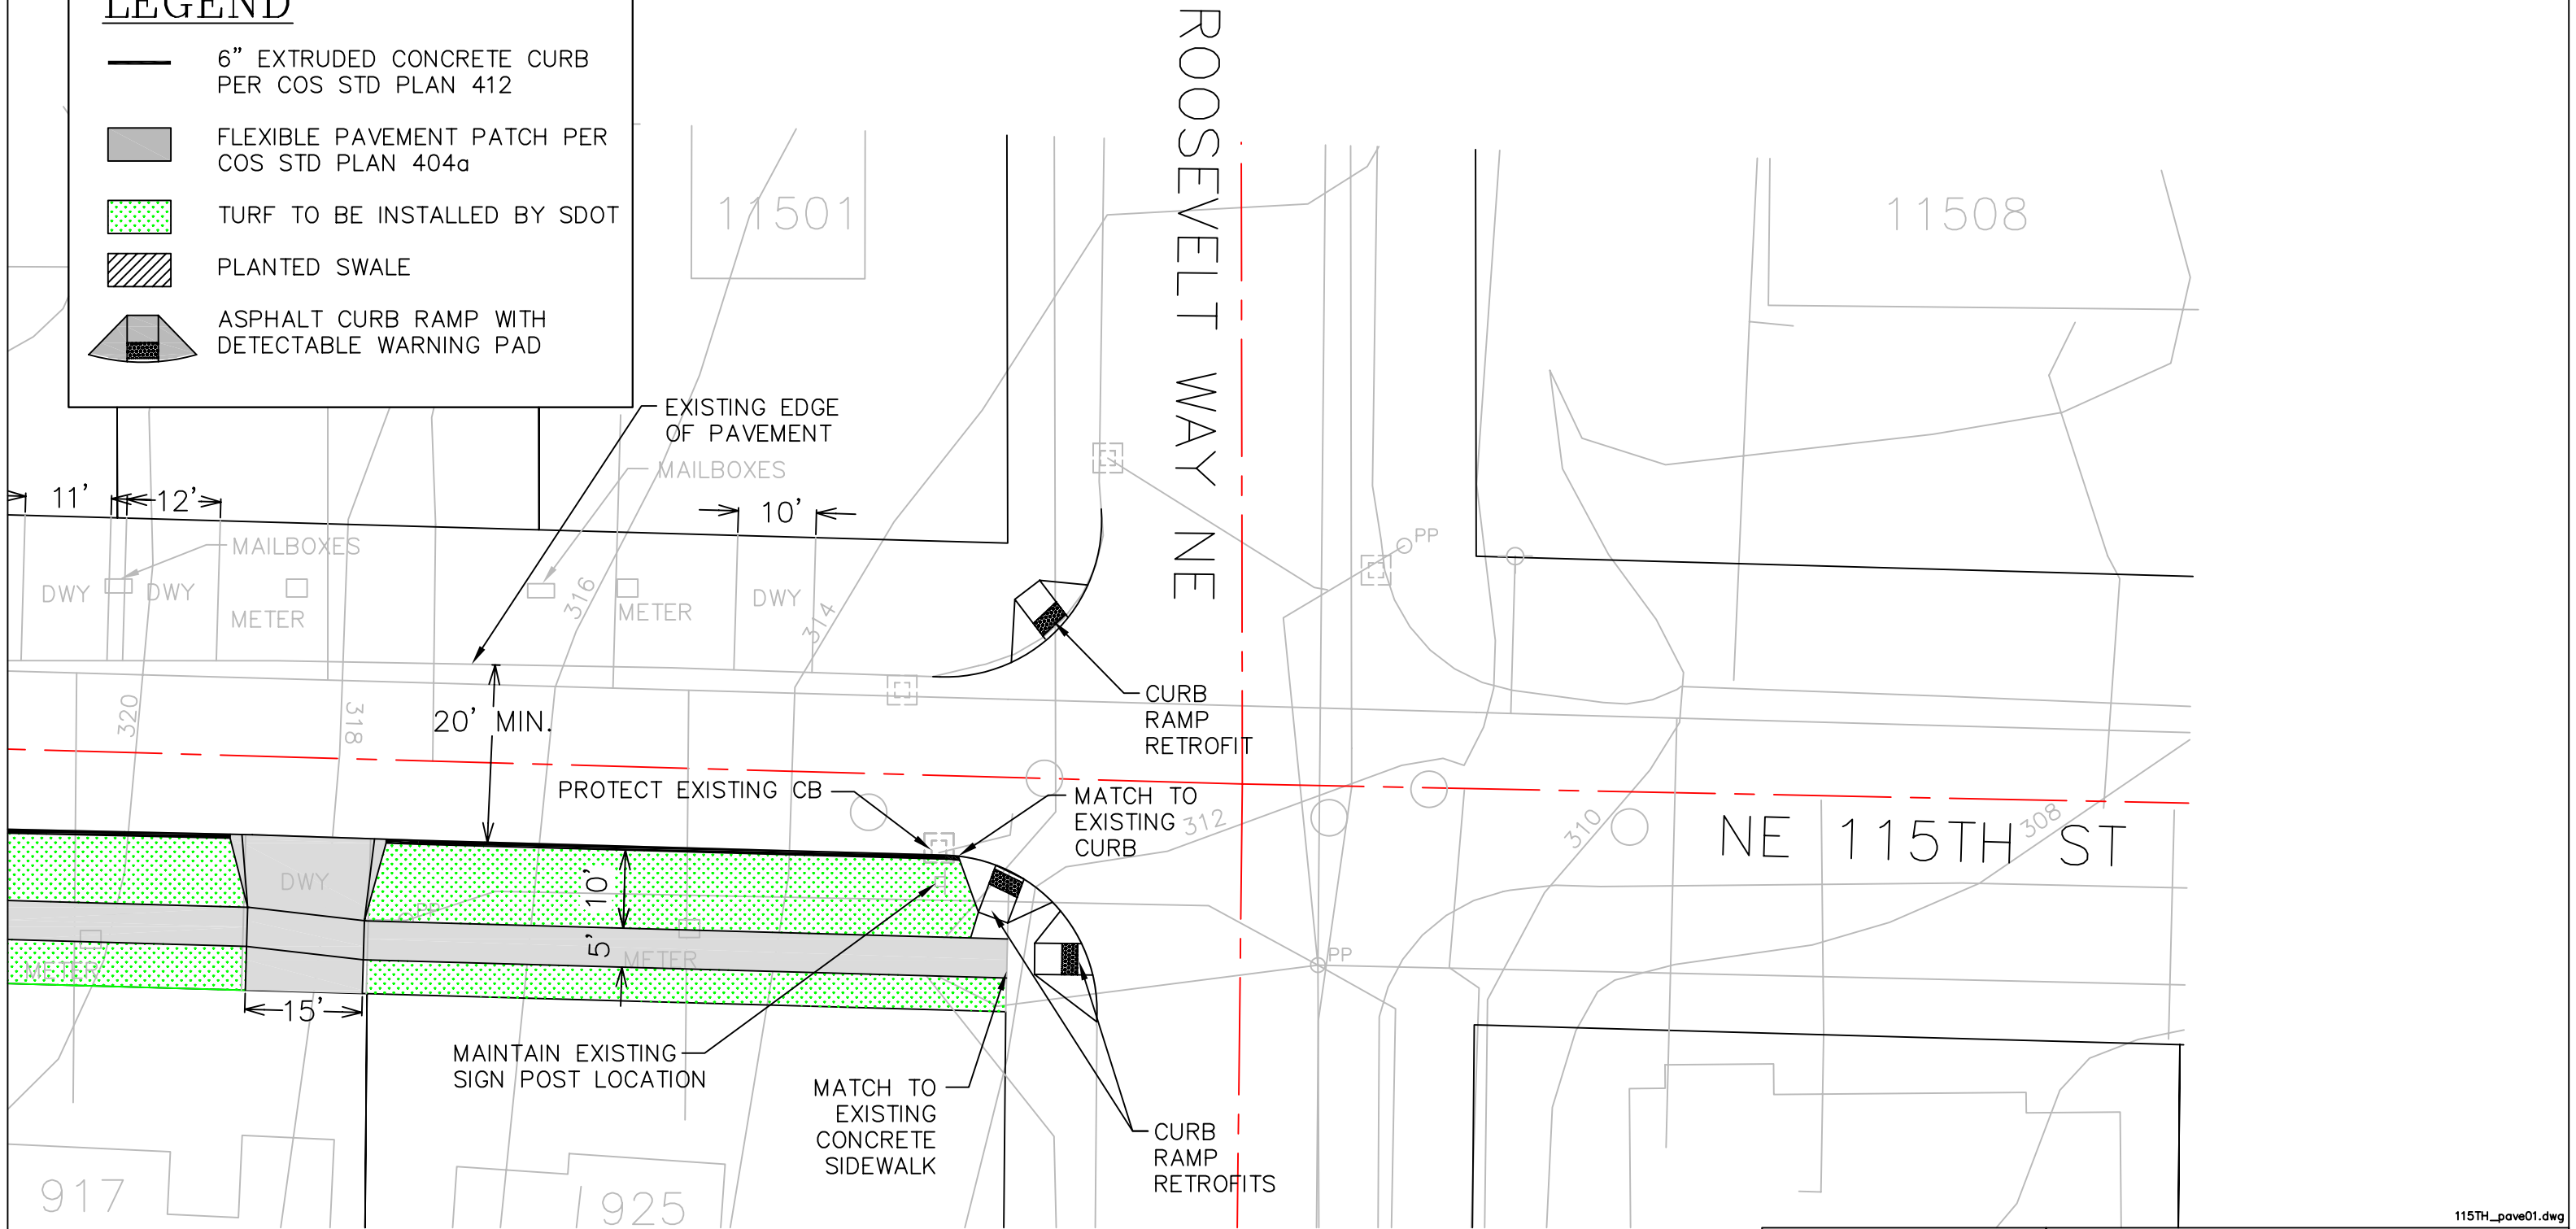 LEGEND
6" EXTRUDED CONCRETE CURB
PER COS STD PLAN 412
FLEXIBLE PAVEMENT PATCH PER
COS STD PLAN 404a
TURF TO BE INSTALLED BY SDOT
PLANTED SWALE
ASPHALT CURB RAMP WITH
DETECTABLE WARNING PAD
ROOSEVELT WAY NE
11501
11508
EXISTING EDGE
OF PAVEMENT
MAILBOXES
11'
12'
10'
MAILBOXES
DWY
DWY
METER
316
METER
DWY
314
PP
320
318
20' MIN.
CURB
RAMP
RETROFIT
PROTECT EXISTING CB
MATCH TO
EXISTING
CURB
312
310
308
NE 115TH ST
DWY
10'
PP
5'
METER
METER
PP
15'
MAINTAIN EXISTING
SIGN POST LOCATION
MATCH TO
EXISTING
CONCRETE
SIDEWALK
CURB
RAMP
RETROFITS
917
925
115TH_pave01.dwg